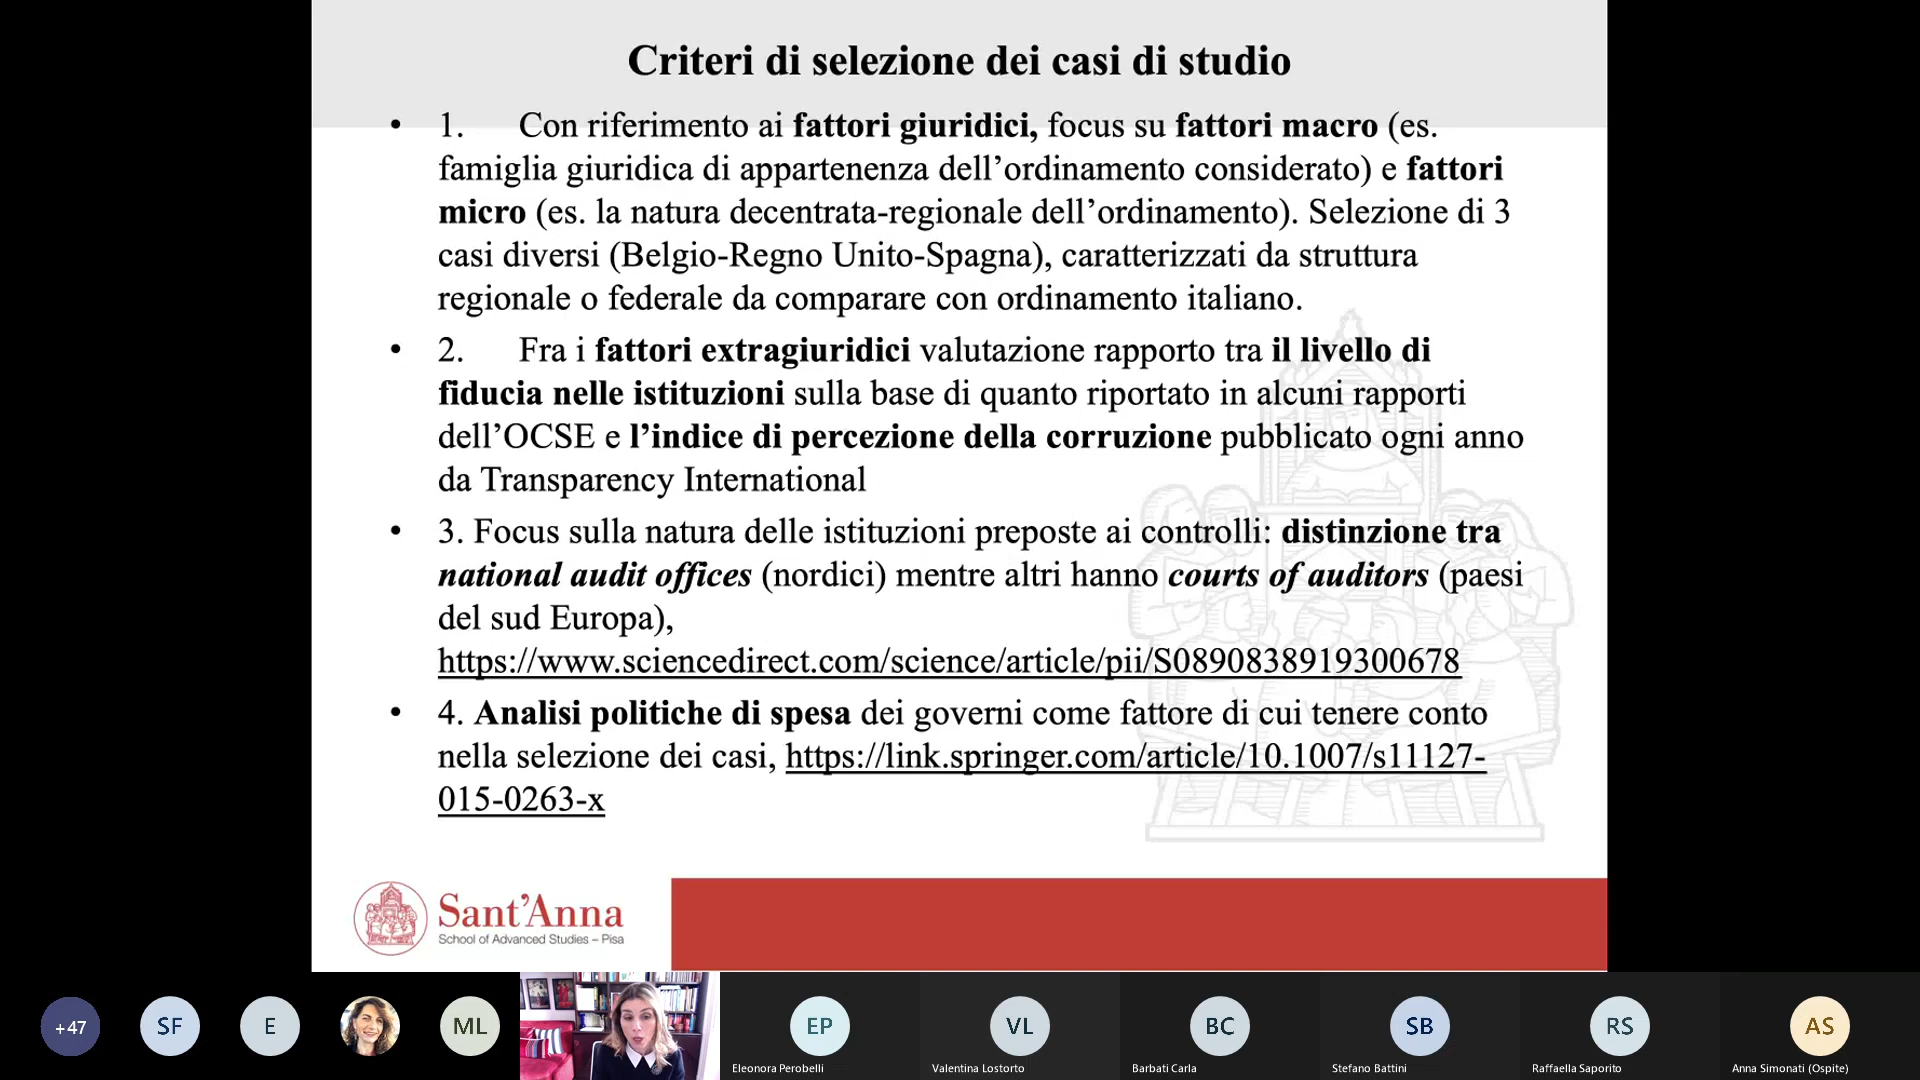 Criteri di selezione dei casi di studio
• 1. Con riferimento ai fattori giuridici, focus su fattori macro (es.
famiglia giuridica di appartenenza dell’ordinamento considerato) e fattori
micro (es. la natura decentrata-regionale dell’ordinamento). Selezione di 3
casi diversi (Belgio-Regno Unito-Spagna), caratterizzati da struttura
regionale o federale da comparare con ordinamento italiano.
• 2. Fra i fattori extragiuridici valutazione rapporto tra il livello di
fiducia nelle istituzioni sulla base di quanto riportato in alcuni rapporti
dell’OCSE e l’indice di percezione della corruzione pubblicato ogni anno
da Transparency International
• 3. Focus sulla natura delle istituzioni preposte ai controlli: distinzione tra
national audit offices (nordici) mentre altri hanno courts of auditors (paesi
del sud Europa),
https://www.sciencedirect.com/science/article/pii/S0890838919300678
• 4. Analisi politiche di spesa dei governi come fattore di cui tenere conto
nella selezione dei casi, https://link.springer.com/article/10.1007/s11127-
015-0263-x
Sant’Anna
School of Advanced Studies – Pisa
+47
SF
E
ML
EP
Eleonora Perobelli
VL
Valentina Lostorto
BC
Barbati Carla
SB
Stefano Battini
RS
Raffaella Saporito
AS
Anna Simonati (Ospite)